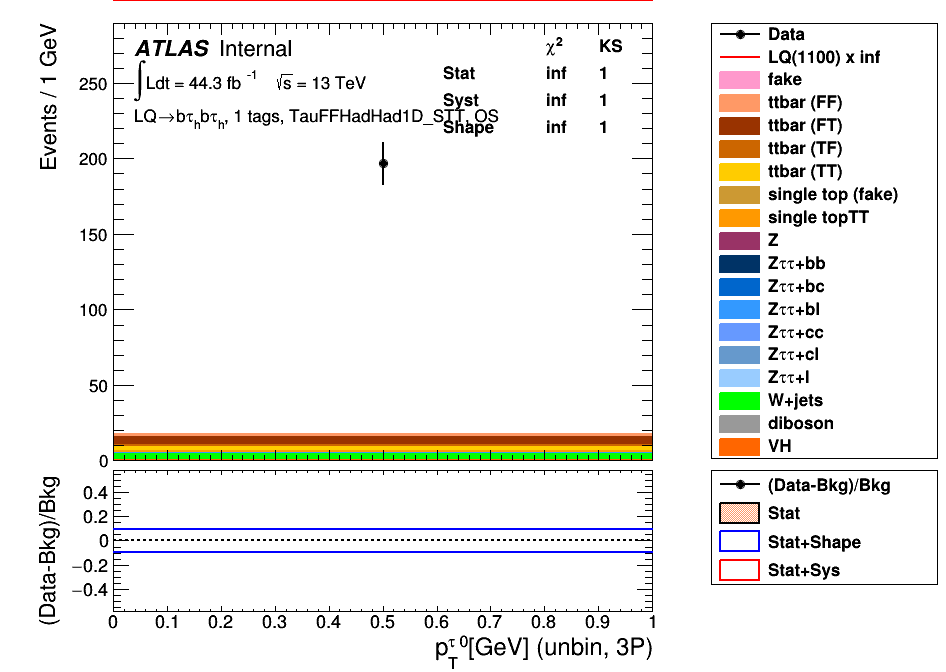 Events / 1 GeV
ATLAS Internal
∫Ldt = 44.3 fb⁻¹ √s = 13 TeV
LQ→bτₕbτₕ, 1 tags, TauFFHadHad1D_STT, OS
χ² KS
Stat inf 1
Syst inf 1
Shape inf 1
250
200
150
100
50
0
Data
LQ(1100) x inf
fake
ttbar (FF)
ttbar (FT)
ttbar (TF)
ttbar (TT)
single top (fake)
single topTT
Z
Zττ+bb
Zττ+bc
Zττ+bl
Zττ+cc
Zττ+cl
Zττ+l
W+jets
diboson
VH
(Data-Bkg)/Bkg
0.4
0.2
0
−0.2
−0.4
0 0.1 0.2 0.3 0.4 0.5 0.6 0.7 0.8 0.9 1
p_T^τ 0[GeV] (unbin, 3P)
(Data-Bkg)/Bkg
Stat
Stat+Shape
Stat+Sys